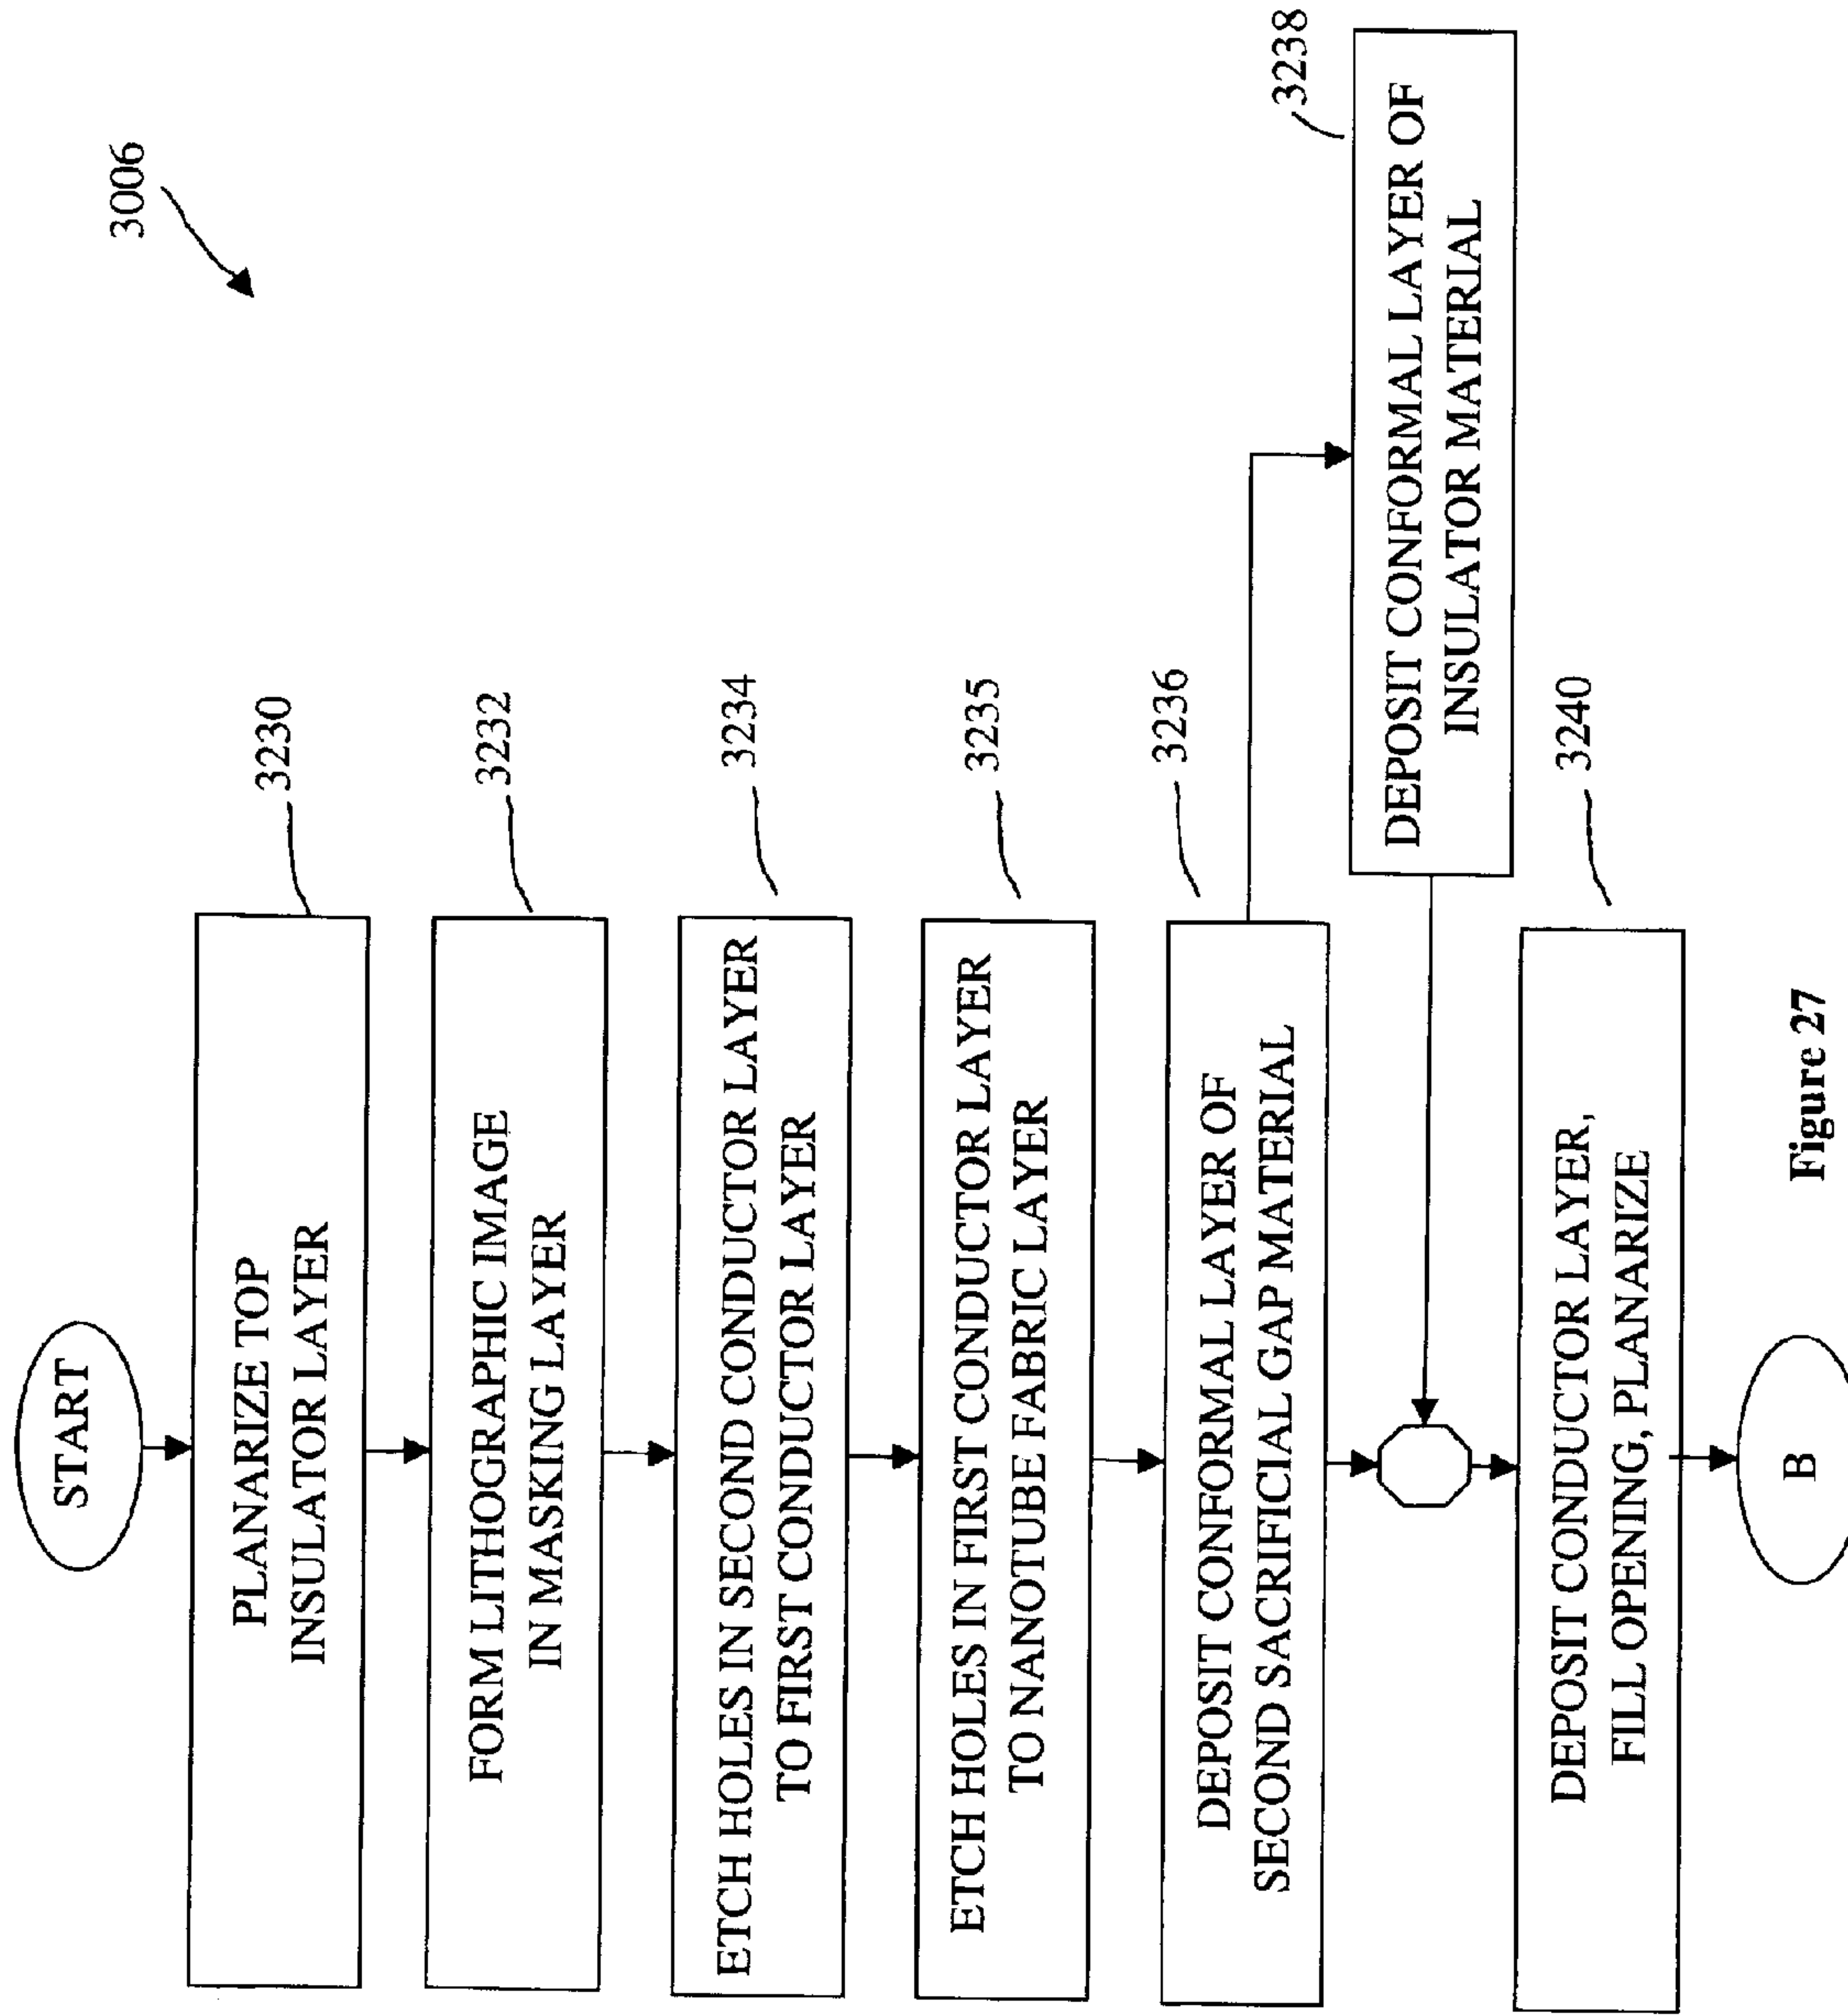 3006
START
PLANARIZE TOP
INSULATOR LAYER
3230
FORM LITHOGRAPHIC IMAGE
IN MASKING LAYER
3232
ETCH HOLES IN SECOND CONDUCTOR LAYER
TO FIRST CONDUCTOR LAYER
3234
ETCH HOLES IN FIRST CONDUCTOR LAYER
TO NANOTUBE FABRIC LAYER
3235
DEPOSIT CONFORMAL LAYER OF
SECOND SACRIFICIAL GAP MATERIAL
3236
DEPOSIT CONFORMAL LAYER OF
INSULATOR MATERIAL
3238
DEPOSIT CONDUCTOR LAYER,
FILL OPENING, PLANARIZE
3240
B
Figure 27